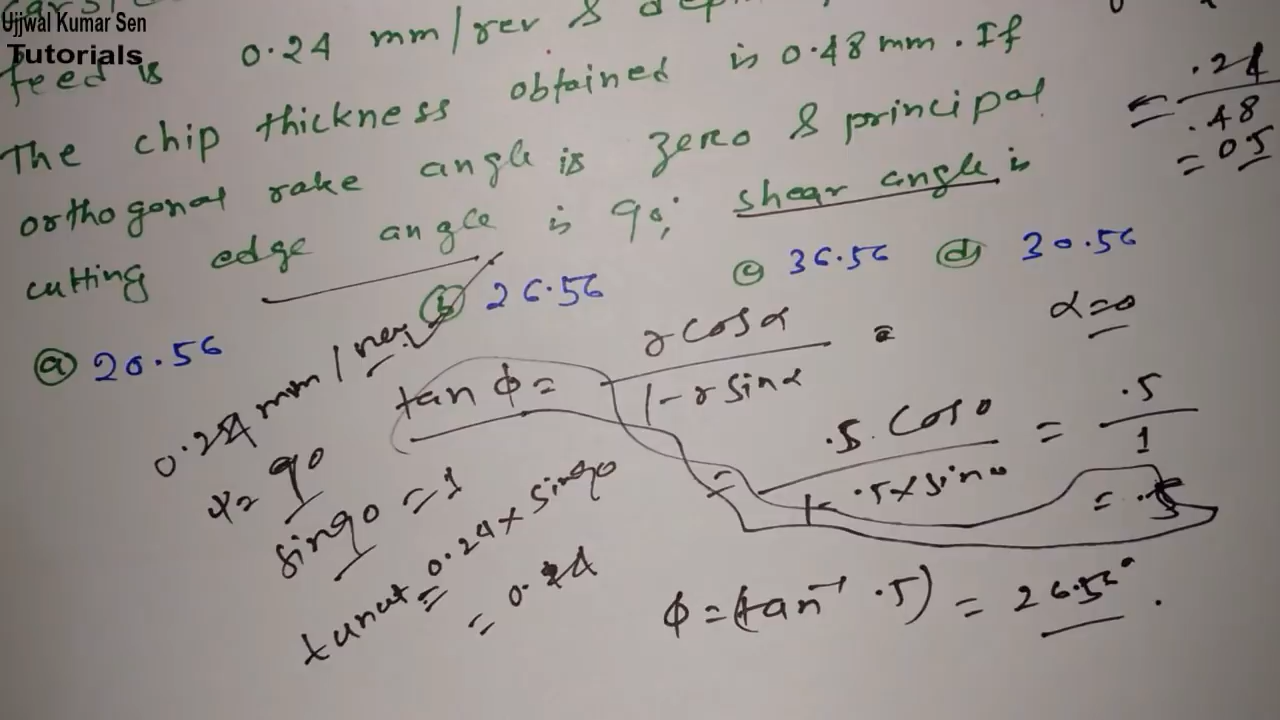 Ujjwal Kumar Sen
Tutorials
feed is 0.24 mm/rev &
The chip thickness obtained is 0.48 mm. If
orthogonal rake angle is zero & principal
cutting edge angle is 90; shear angle is
(a) 20.56 (b) 26.56 (c) 36.56 (d) 30.56
= .24 / .48
= 0.5
0.24 mm/rev
tan φ = r cos α / 1 - r sin α =
α = 0
= .5 cos 0 / 1 - .5 × sin 0 = .5 / 1
= .5
φ = (tan⁻¹ .5) = 26.5
= 90
sin 90 = 1
= 0.24 × sin 90
= 0.24